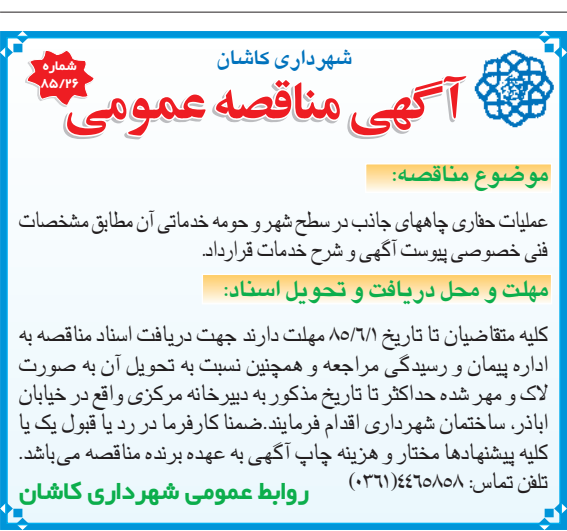 شهرداری کاشان
شماره
۸۵/۲۶
آگهی مناقصه عمومی
موضوع مناقصه:
عملیات حفاری چاههای جاذب در سطح شهر و حومه خدماتی آن مطابق مشخصات
فنی خصوصی پیوست آگهی و شرح خدمات قرارداد.
مهلت و محل دریافت و تحویل اسناد:
کلیه متقاضیان تا تاریخ ۸۵/۶/۱ مهلت دارند جهت دریافت اسناد مناقصه به
اداره پیمان و رسیدگی مراجعه و همچنین نسبت به تحویل آن به صورت
لاک و مهر شده حداکثر تا تاریخ مذکور به دبیرخانه مرکزی واقع در خیابان
اباذر، ساختمان شهرداری اقدام فرمایند.ضمنا کارفرما در رد یا قبول یک یا
کلیه پیشنهادها مختار و هزینه چاپ آگهی به عهده برنده مناقصه می‌باشد.
تلفن تماس: ٤٤٦٥٨٥٨(٠٣٦١)
روابط عمومی شهرداری کاشان